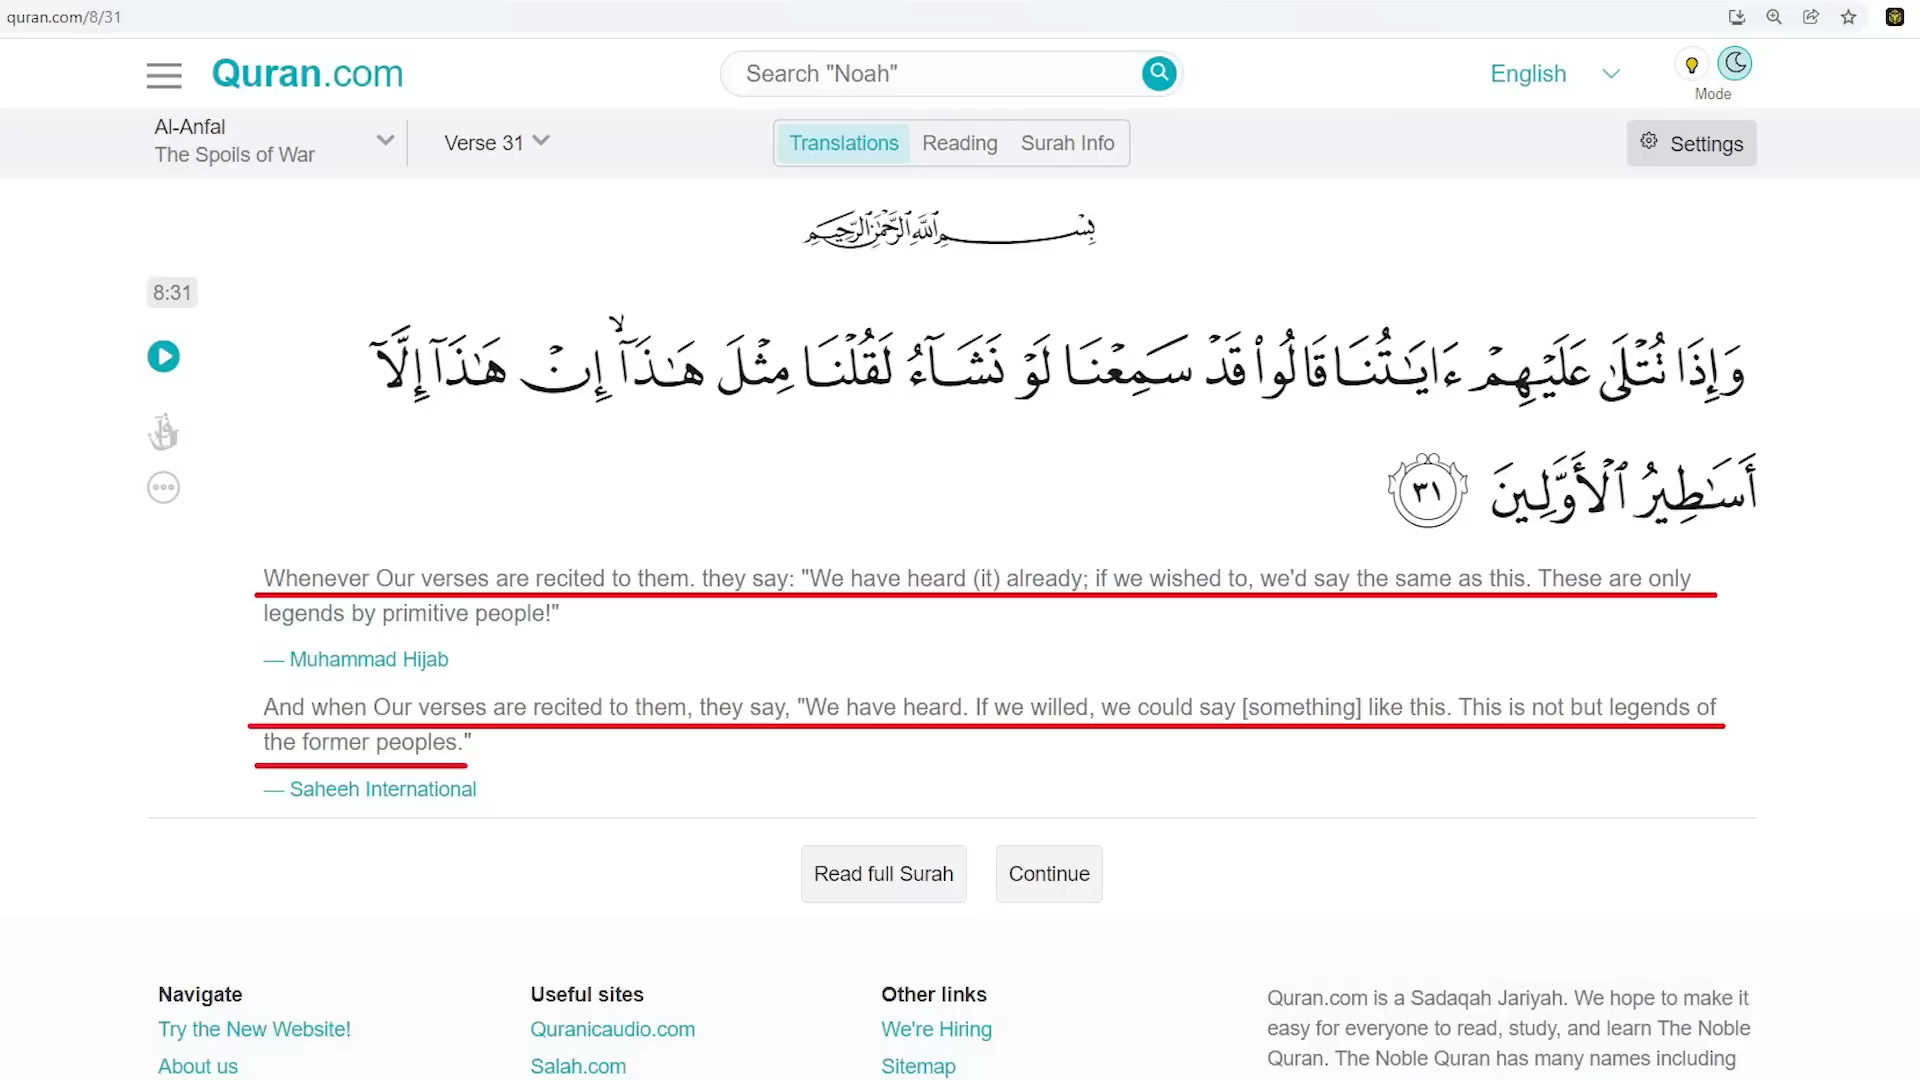 quran.com/8/31
Quran.com
Search "Noah"
English
Mode
Al-Anfal
The Spoils of War
Verse 31
Translations
Reading
Surah Info
Settings
بِسْمِ ٱللَّهِ ٱلرَّحْمَـٰنِ ٱلرَّحِيمِ
8:31
وَإِذَا تُتْلَىٰ عَلَيْهِمْ ءَايَـٰتُنَا قَالُوا۟ قَدْ سَمِعْنَا لَوْ نَشَآءُ لَقُلْنَا مِثْلَ هَـٰذَآ ۙ إِنْ هَـٰذَآ إِلَّآ
أَسَـٰطِيرُ ٱلْأَوَّلِينَ ٣١
Whenever Our verses are recited to them. they say: "We have heard (it) already; if we wished to, we'd say the same as this. These are only
legends by primitive people!"
— Muhammad Hijab
And when Our verses are recited to them, they say, "We have heard. If we willed, we could say [something] like this. This is not but legends of
the former peoples."
— Saheeh International
Read full Surah
Continue
Navigate
Try the New Website!
About us
Useful sites
Quranicaudio.com
Salah.com
Other links
We're Hiring
Sitemap
Quran.com is a Sadaqah Jariyah. We hope to make it
easy for everyone to read, study, and learn The Noble
Quran. The Noble Quran has many names including